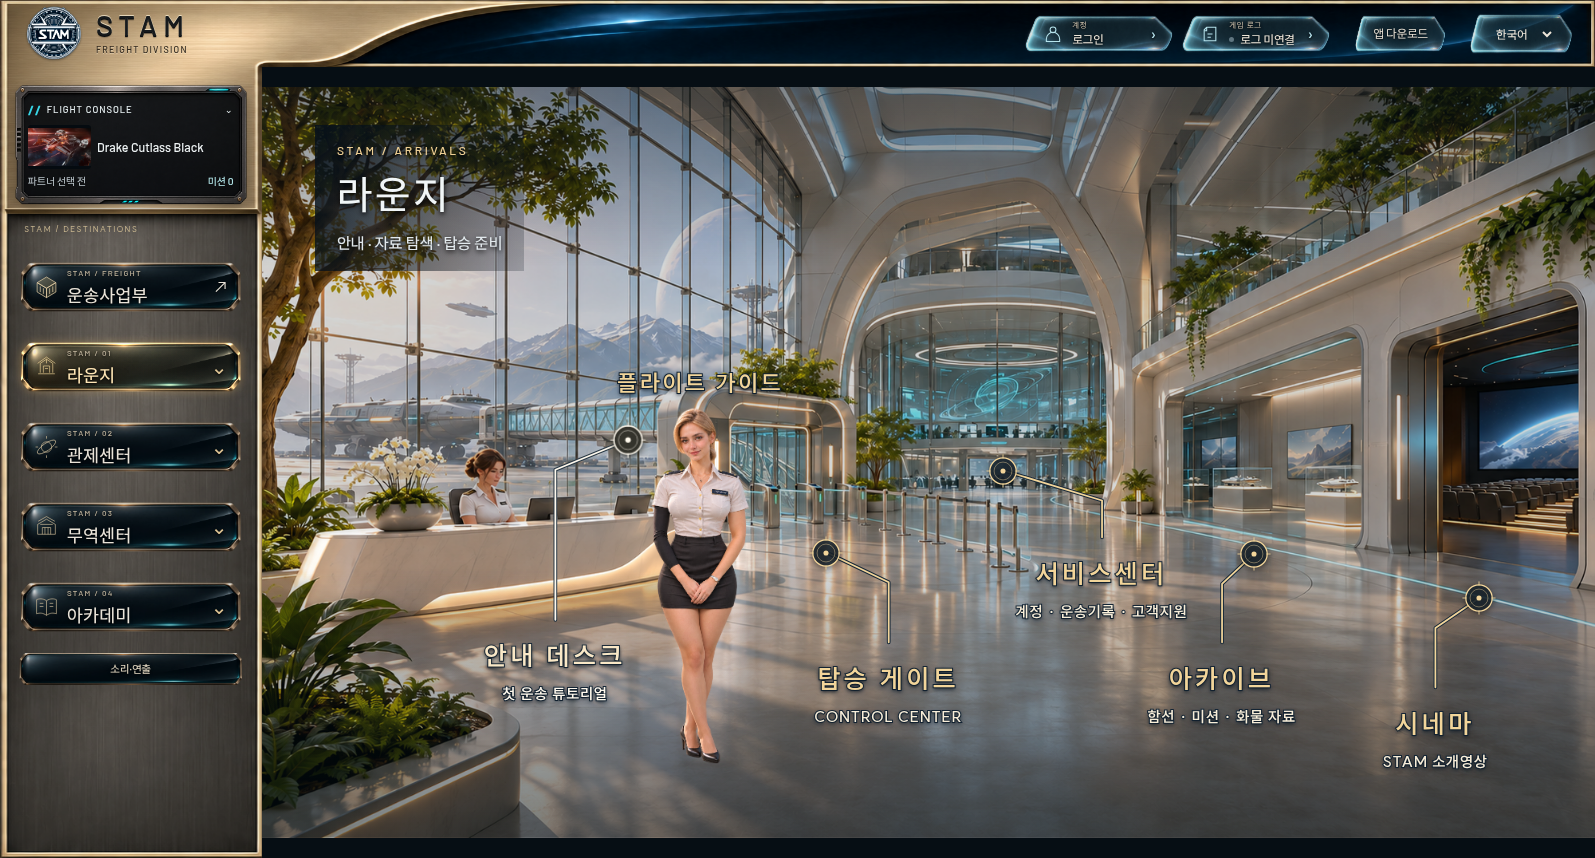 STAM
STAM
FREIGHT DIVISION
계정
로그인
게임 로그
로그 미연결
앱 다운로드
한국어
FLIGHT CONSOLE
Drake Cutlass Black
파트너 선택 전
미션 0
STAM / DESTINATIONS
STAM / FREIGHT
운송사업부
STAM / 01
라운지
STAM / 02
관제센터
STAM / 03
무역센터
STAM / 04
아카데미
소리·연출
STAM / ARRIVALS
라운지
안내 · 자료 탐색 · 탑승 준비
플라이트 가이드
안내 데스크
첫 운송 튜토리얼
탑승 게이트
CONTROL CENTER
서비스센터
계정 · 운송기록 · 고객지원
아카이브
함선 · 미션 · 화물 자료
시네마
STAM 소개영상